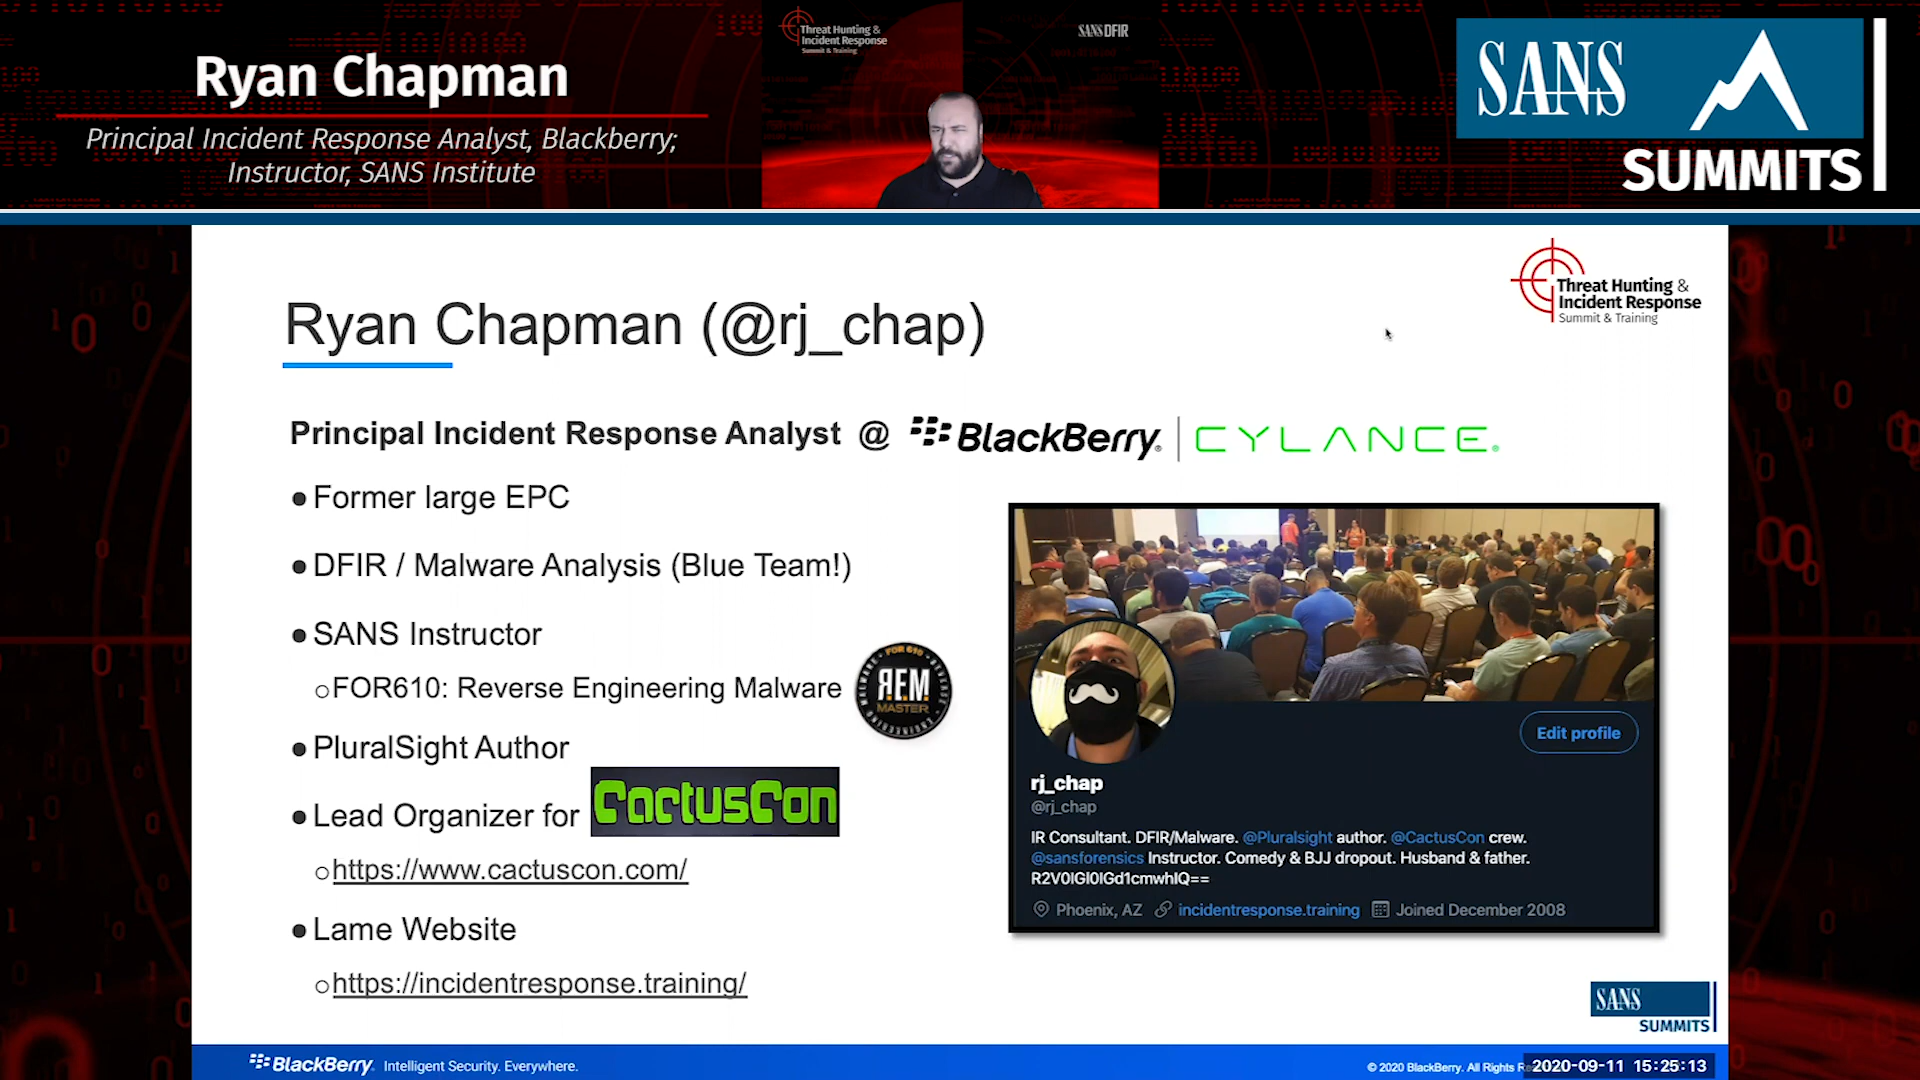 Ryan Chapman
Principal Incident Response Analyst, Blackberry;
Instructor, SANS Institute
Threat Hunting &
Incident Response
Summit & Training
SANS DFIR
SANS
SUMMITS
Threat Hunting &
Incident Response
Summit & Training
Ryan Chapman (@rj_chap)
Principal Incident Response Analyst @ BlackBerry | CYLANCE
● Former large EPC
● DFIR / Malware Analysis (Blue Team!)
● SANS Instructor
○ FOR610: Reverse Engineering Malware
FOR 610
REM
MASTER
● PluralSight Author
● Lead Organizer for CactusCon
○ https://www.cactuscon.com/
● Lame Website
○ https://incidentresponse.training/
Edit profile
rj_chap
@rj_chap
IR Consultant. DFIR/Malware. @Pluralsight author. @CactusCon crew.
@sansforensics Instructor. Comedy & BJJ dropout. Husband & father.
Phoenix, AZ incidentresponse.training Joined December 2008
SANS
SUMMITS
BlackBerry Intelligent Security. Everywhere.
© 2020 BlackBerry. All Rights 2020-09-11 15:25:13